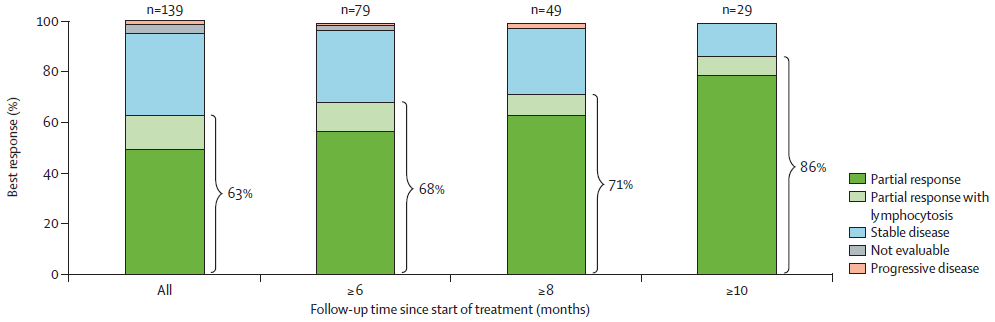 n=139
n=79
n=49
n=29
100
80
60
40
20
0
Best response (%)
63%
68%
71%
86%
Partial response
Partial response with
lymphocytosis
Stable disease
Not evaluable
Progressive disease
All
≥6
≥8
≥10
Follow-up time since start of treatment (months)